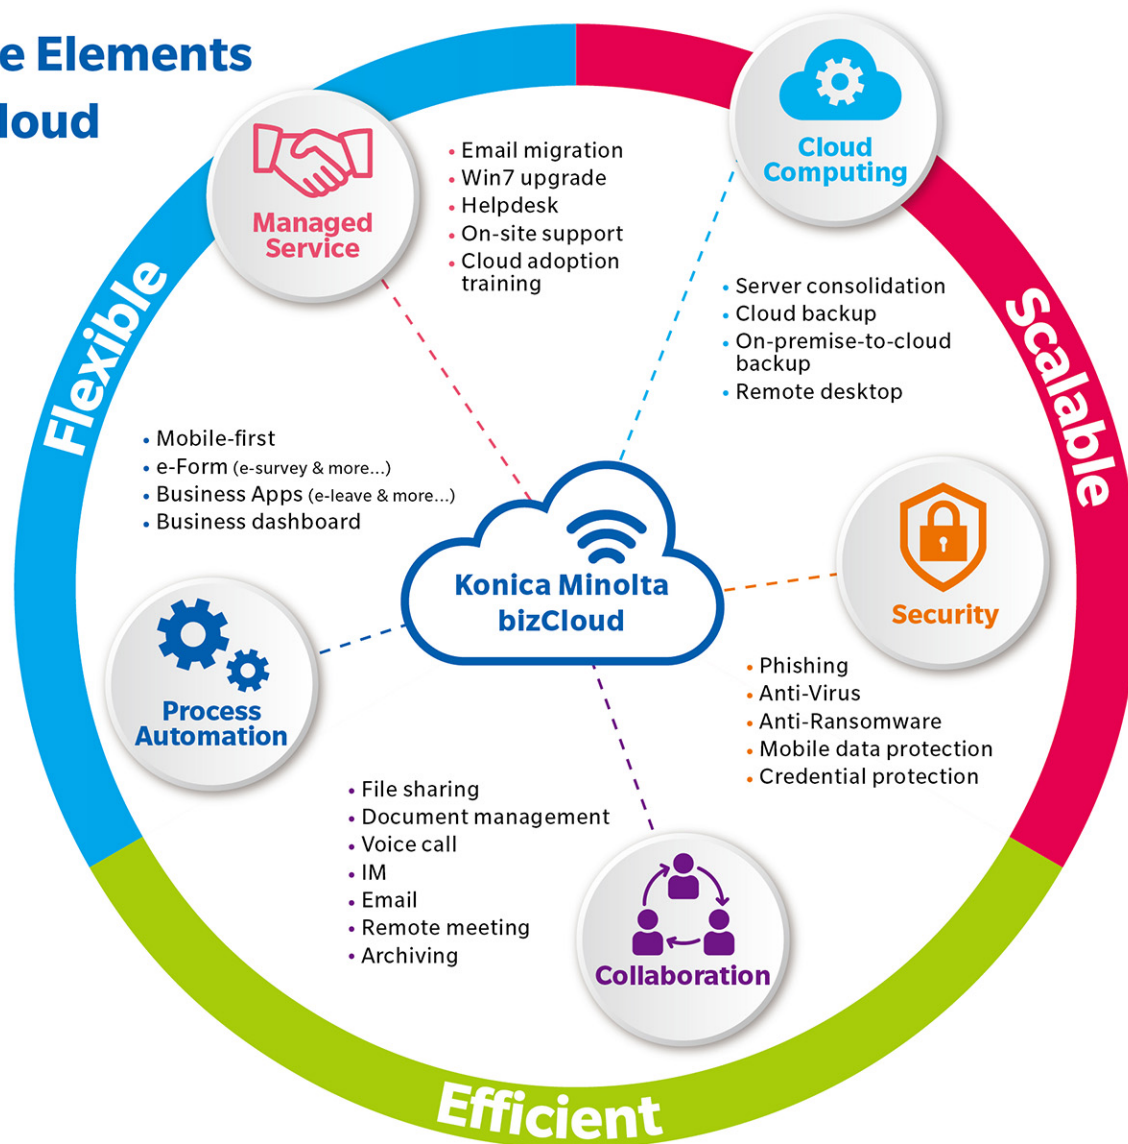 e Elements
loud
Managed
Service
• Email migration
• Win7 upgrade
• Helpdesk
• On-site support
• Cloud adoption
training
Cloud
Computing
• Server consolidation
• Cloud backup
• On-premise-to-cloud
backup
• Remote desktop
Flexible
Scalable
• Mobile-first
• e-Form (e-survey & more...)
• Business Apps (e-leave & more...)
• Business dashboard
Konica Minolta
bizCloud
Security
• Phishing
• Anti-Virus
• Anti-Ransomware
• Mobile data protection
• Credential protection
Process
Automation
• File sharing
• Document management
• Voice call
• IM
• Email
• Remote meeting
• Archiving
Collaboration
Efficient